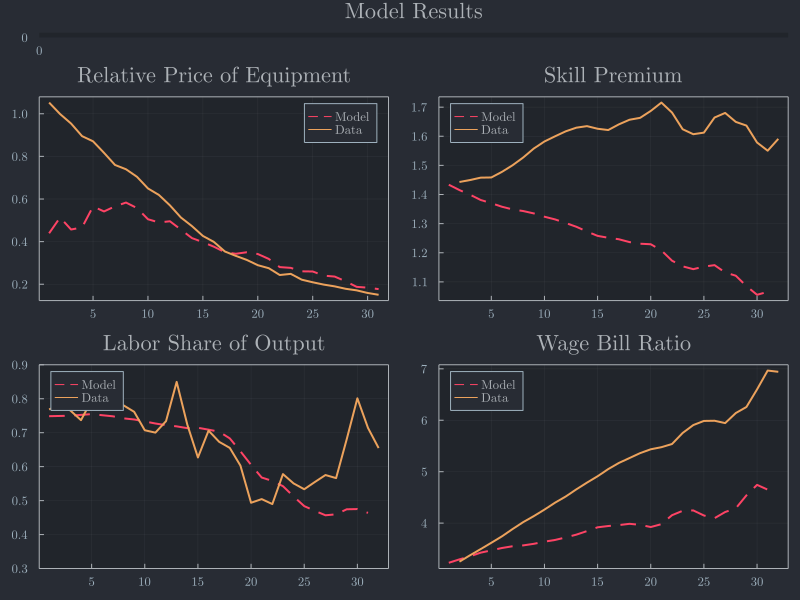 Model Results
0
0
Relative Price of Equipment
1.0
0.8
0.6
0.4
0.2
Model
Data
5 10 15 20 25 30
Skill Premium
1.7
1.6
1.5
1.4
1.3
1.2
1.1
Model
Data
5 10 15 20 25 30
Labor Share of Output
0.9
0.8
0.7
0.6
0.5
0.4
0.3
Model
Data
5 10 15 20 25 30
Wage Bill Ratio
7
6
5
4
Model
Data
5 10 15 20 25 30